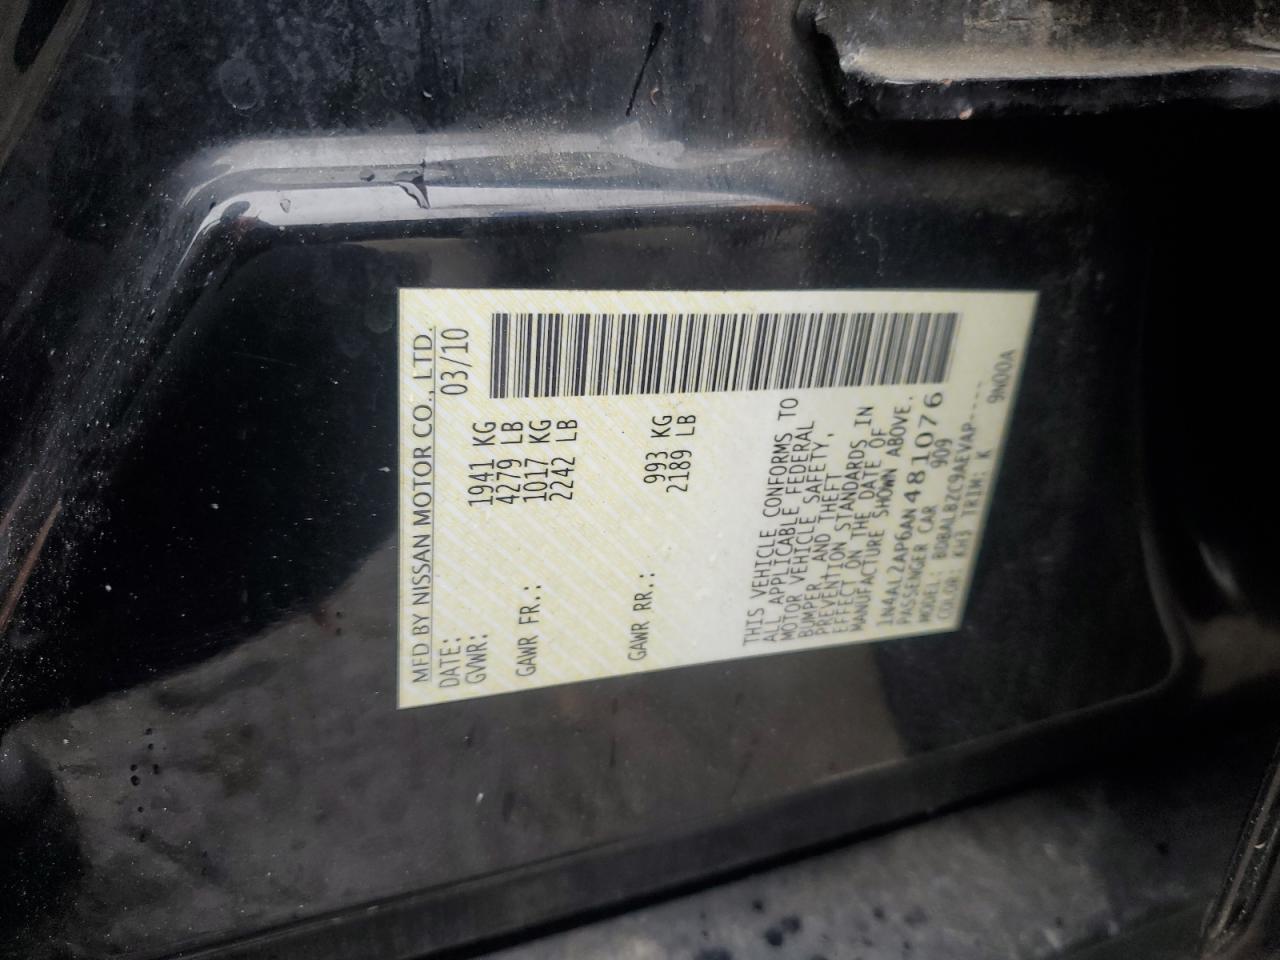 MFD BY NISSAN MOTOR CO., LTD.
DATE: 03/10
GVWR: 1941 KG
4279 LB
GAWR FR.: 1017 KG
2242 LB
GAWR RR.: 993 KG
2189 LB
THIS VEHICLE CONFORMS TO
ALL APPLICABLE FEDERAL
MOTOR VEHICLE SAFETY,
BUMPER, AND THEFT
PREVENTION STANDARDS IN
EFFECT ON THE DATE OF
MANUFACTURE SHOWN ABOVE.
1N4AL2AP6AN481076
PASSENGER CAR 909
MODEL: BDBALBZC9AEVAP----
COLOR: KH3 TRIM: K 9N00A